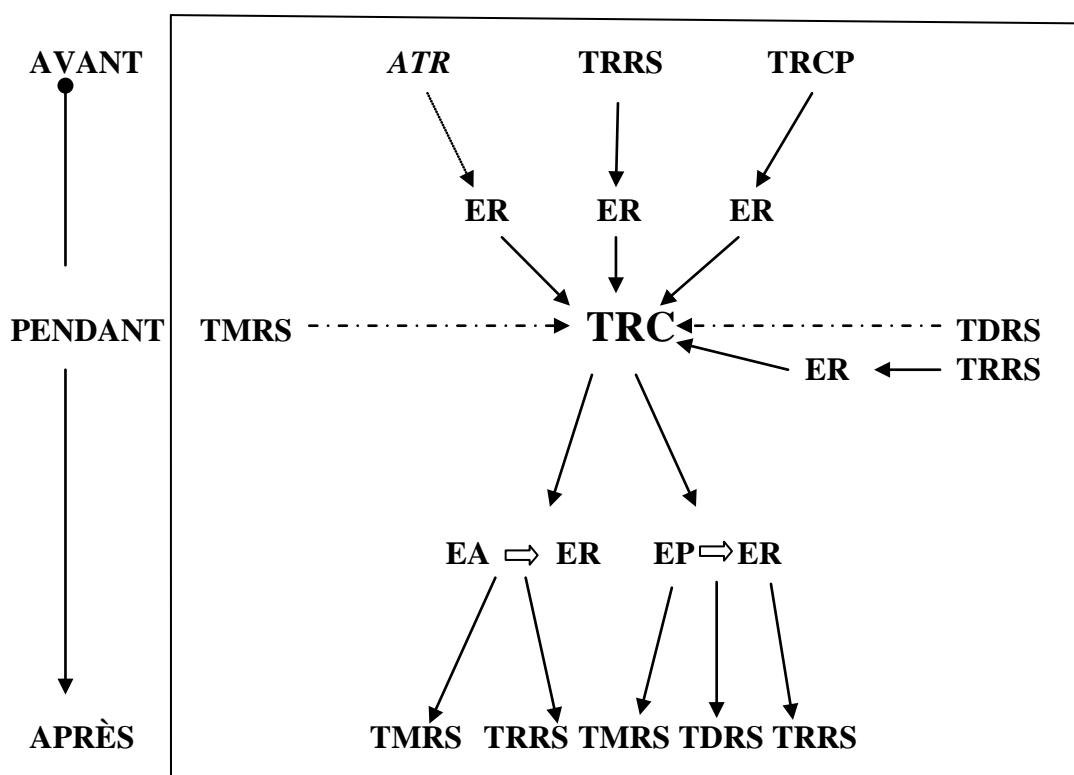 AVANT ATR TRRS TRCP
ER ER ER
PENDANT TMRS TRC TDRS
ER TRRS
EA ER EP ER
APRÈS TMRS TRRS TMRS TDRS TRRS